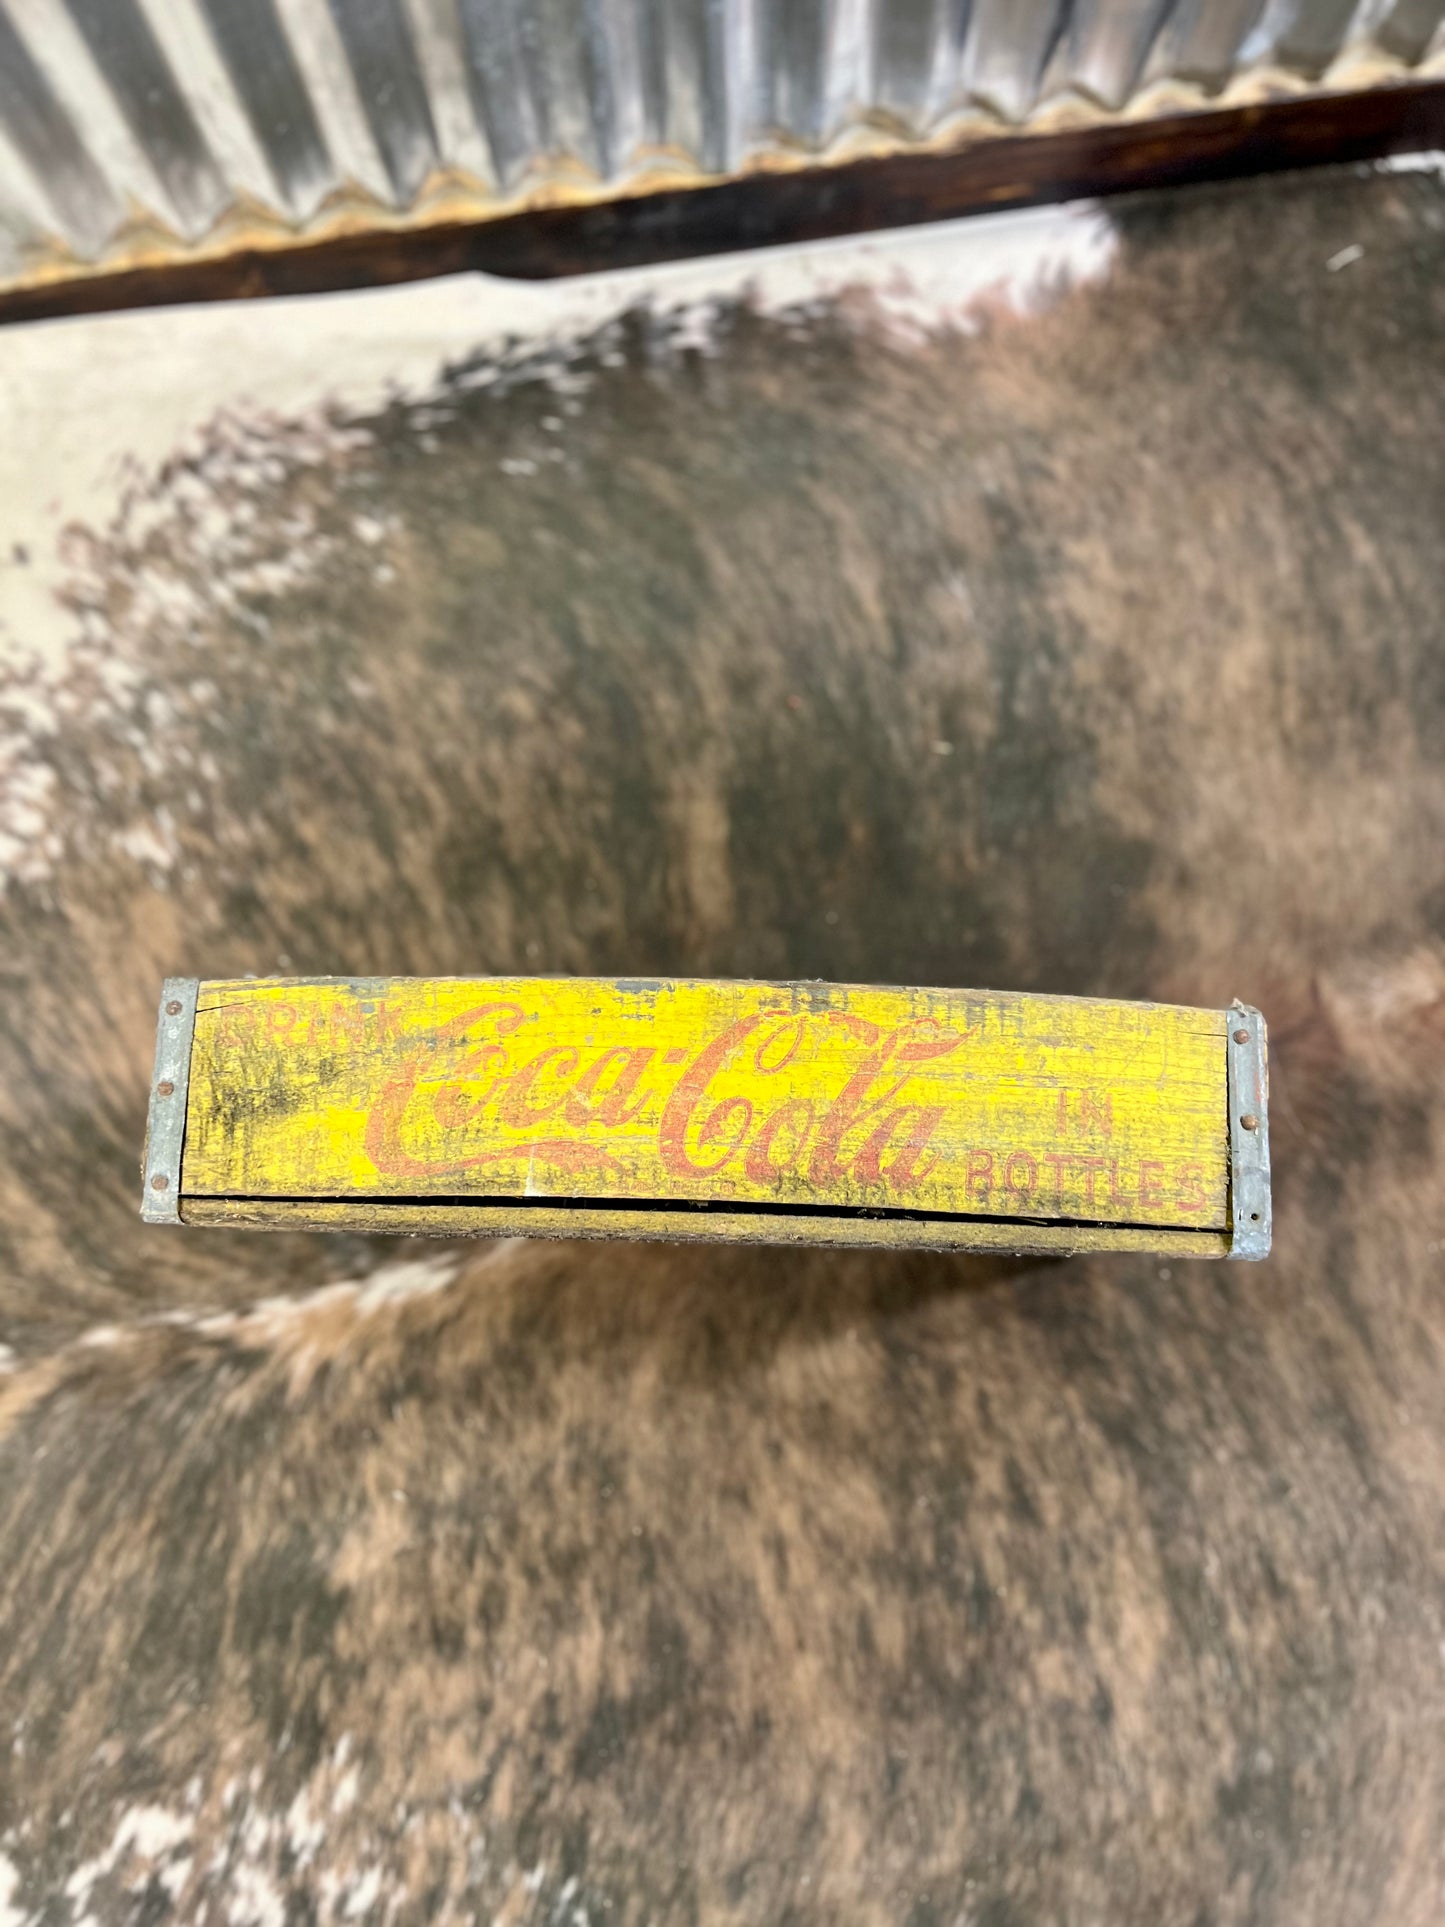 DRINK
Coca-Cola
IN
BOTTLES